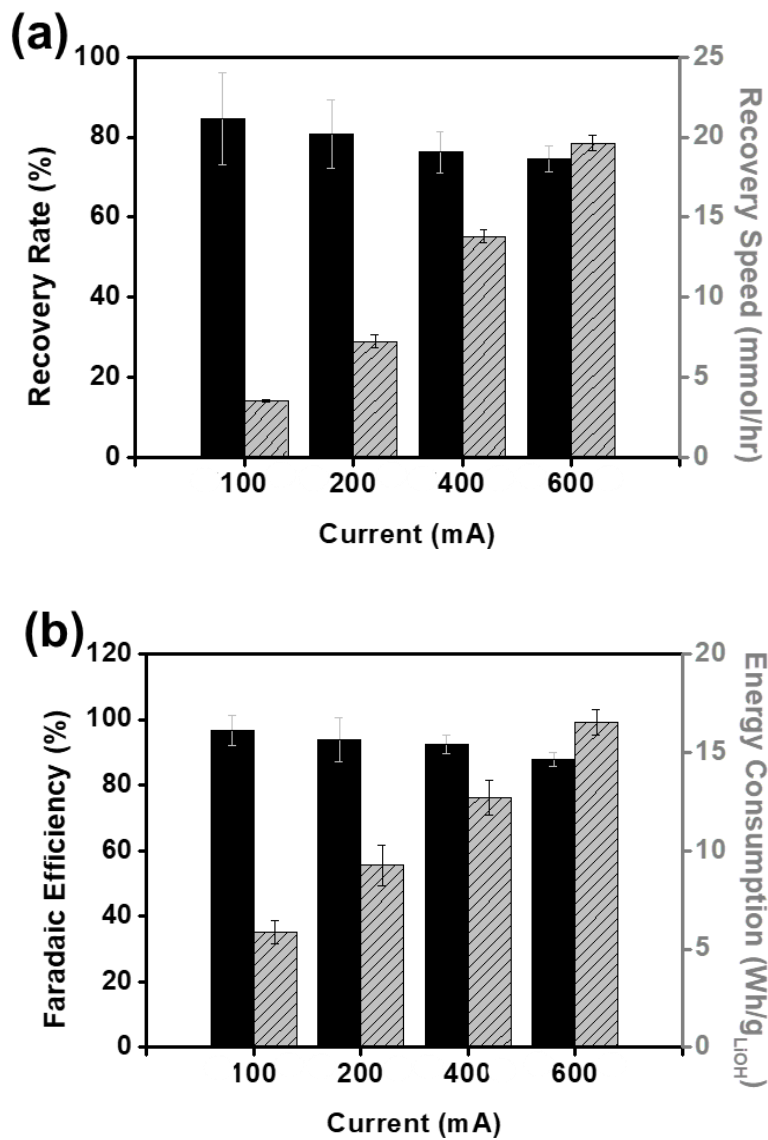 (a)
100
80
60
40
20
0
Recovery Rate (%)
25
20
15
10
5
0
Recovery Speed (mmol/hr)
100 200 400 600
Current (mA)
(b)
120
100
80
60
40
20
0
Faradaic Efficiency (%)
20
15
10
5
0
Energy Consumption (Wh/gLiOH)
100 200 400 600
Current (mA)